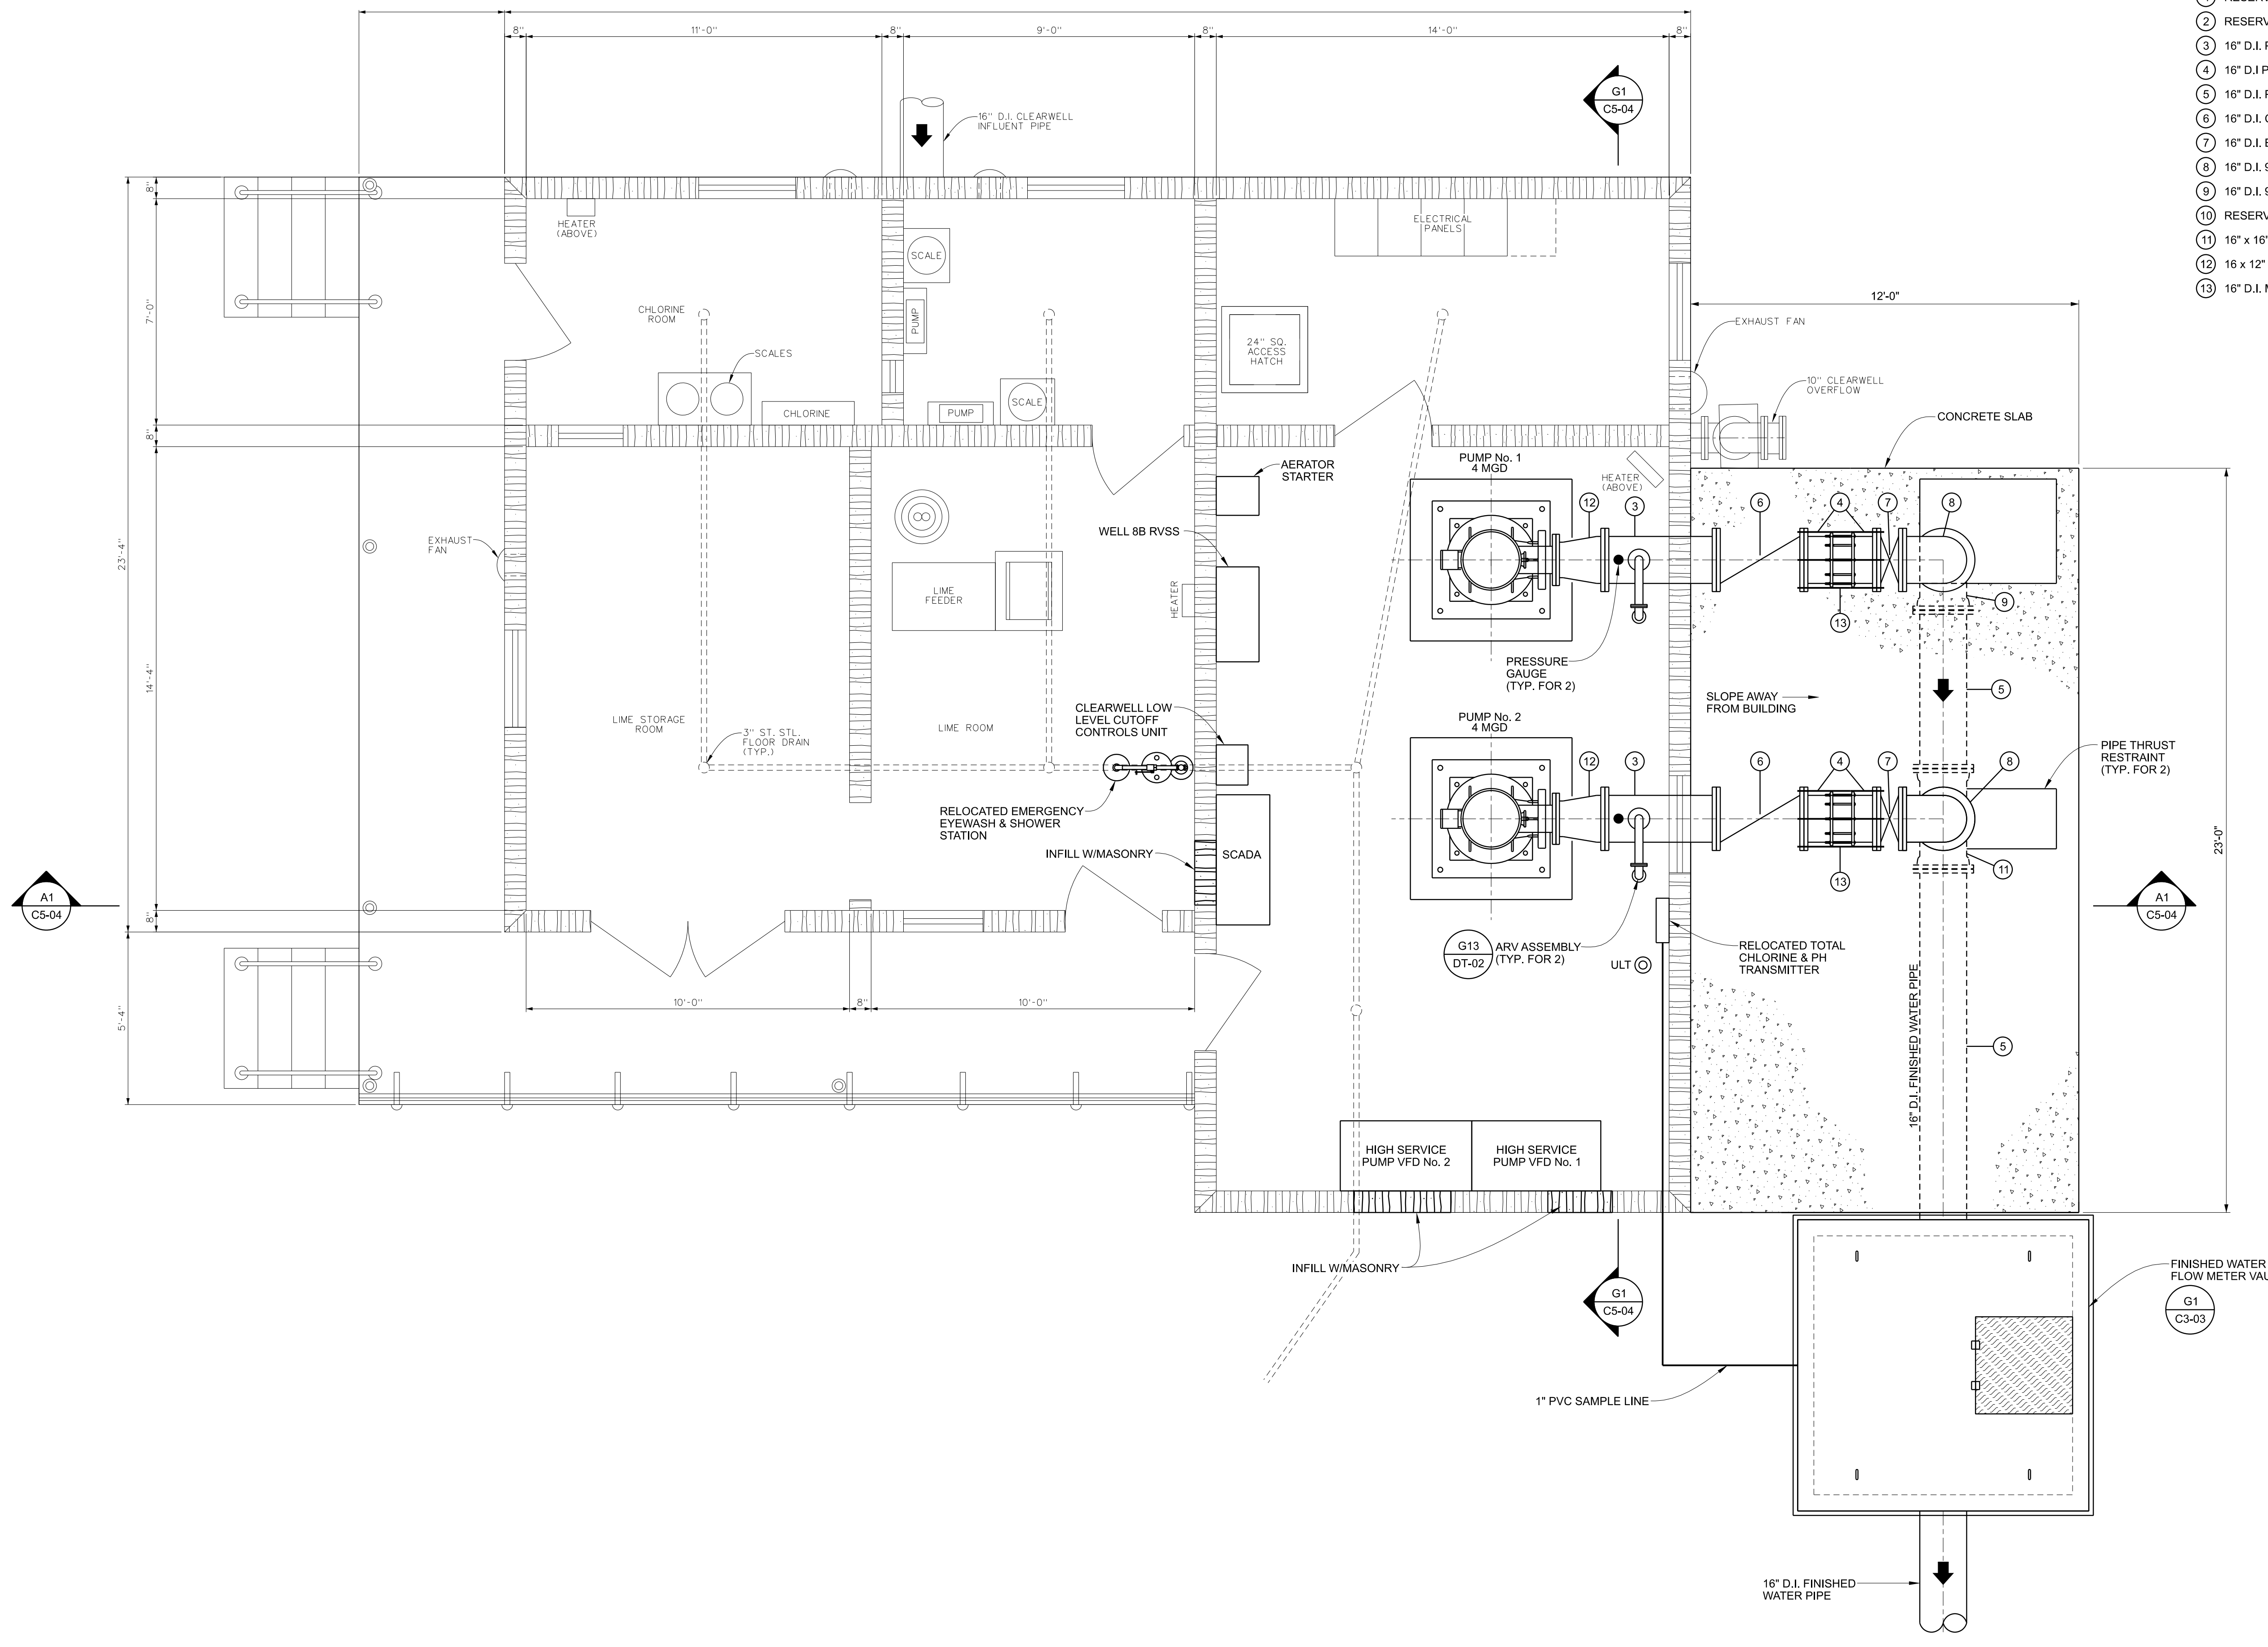 8"
11'-0"
8"
9'-0"
8"
14'-0"
8"
1 RESERV
2 RESERV
3 16" D.I.
4 16" D.I
5 16" D.I.
6 16" D.I.
7 16" D.I.
8 16" D.I. 9
9 16" D.I. 9
10 RESERV
11 16" x 16"
12 16 x 12"
13 16" D.I.
G1
C5-04
16" D.I. CLEARWELL
INFLUENT PIPE
8"
7'-0"
8"
23'-4"
14'-4"
8"
5'-4"
HEATER
(ABOVE)
CHLORINE
ROOM
SCALES
CHLORINE
SCALE
PUMP
PUMP
SCALE
ELECTRICAL
PANELS
24" SQ.
ACCESS
HATCH
12'-0"
EXHAUST FAN
10" CLEARWELL
OVERFLOW
CONCRETE SLAB
AERATOR
STARTER
PUMP No. 1
4 MGD
HEATER
(ABOVE)
12
3
6
4
7
8
WELL 8B RVSS
EXHAUST
FAN
LIME
FEEDER
HEATER
9
13
PRESSURE
GAUGE
(TYP. FOR 2)
SLOPE AWAY
FROM BUILDING
5
CLEARWELL LOW
LEVEL CUTOFF
CONTROLS UNIT
LIME STORAGE
ROOM
3" ST. STL.
FLOOR DRAIN
(TYP.)
LIME ROOM
PUMP No. 2
4 MGD
12
3
6
4
7
8
PIPE THRUST
RESTRAINT
(TYP. FOR 2)
RELOCATED EMERGENCY
EYEWASH & SHOWER
STATION
INFILL W/MASONRY
SCADA
23'-0"
11
13
A1
C5-04
A1
C5-04
G13
DT-02
ARV ASSEMBLY
(TYP. FOR 2)
ULT
RELOCATED TOTAL
CHLORINE & PH
TRANSMITTER
10'-0"
8"
10'-0"
16" D.I. FINISHED WATER PIPE
5
HIGH SERVICE
PUMP VFD No. 2
HIGH SERVICE
PUMP VFD No. 1
INFILL W/MASONRY
G1
C5-04
FINISHED WATER
FLOW METER VAU
G1
C3-03
1" PVC SAMPLE LINE
16" D.I. FINISHED
WATER PIPE